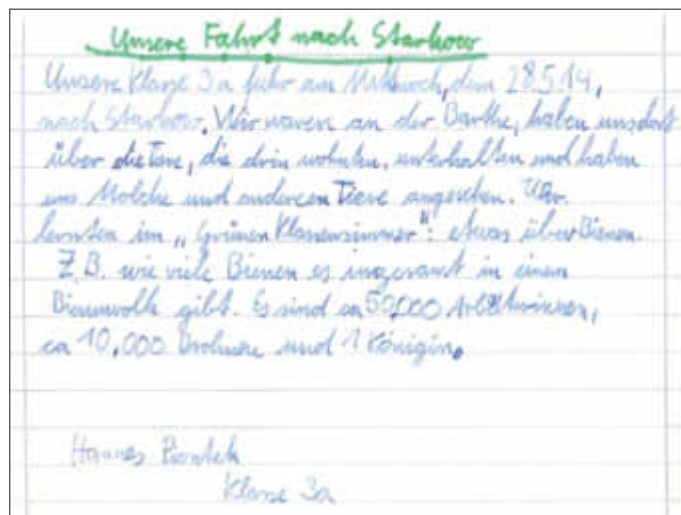 Unsere Fahrt nach Starkow
Unsere Klasse 3a fuhr am Mittwoch, dem 28.5.14,
nach Starkow. Wir waren an der Barthe, haben uns dort
über die Tiere, die drin wohnten, unterhalten und haben
uns Molche und anderen Tiere angesehen. Wir
lernten im „Grünen Klassenzimmer": etwas über Bienen.
Z.B. wie viele Bienen es insgesamt in einem
Bienenvolk gibt. Es sind ca 50,000 Arbeiterinnen,
ca 10,000 und 1 Königin.
Hannes
Klasse 3a